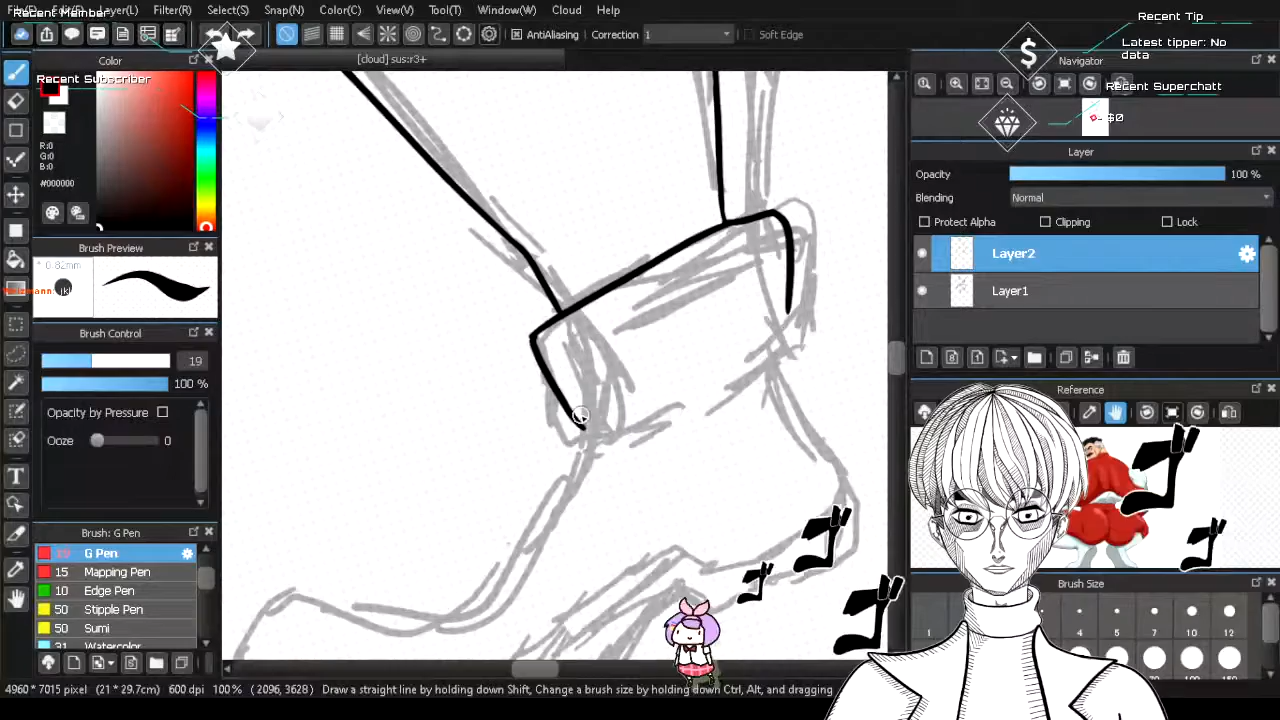 Layer(L)
Filter(R)
Select(S)
Snap(N)
Color(C)
View(V)
Tool(T)
Window(W)
Cloud
Help
Recent Member
Recent Tip
Latest tipper: No
data
AntiAliasing
Correction
1
Soft Edge
Color
[cloud] sus:r3+
Navigator
Recent Subscriber
Recent Superchatt
$0
R:0
G:0
B:0
#000000
Layer
Opacity
100 %
Blending
Normal
Protect Alpha
Clipping
Lock
Brush Preview
* 0.82mm
Layer2
Layer1
Brush Control
19
100 %
Opacity by Pressure
Ooze
0
Reference
Brush: G Pen
G Pen
15
Mapping Pen
10
Edge Pen
50
Stipple Pen
50
Sumi
Watercolor
Brush Size
1
4
5
7
10
12
4960 * 7015 pixel
(21 * 29.7cm)
600 dpi
100%
( 2096, 3628 )
Draw a straight line by holding down Shift, Change a brush size by holding down Ctrl, Alt, and dragging